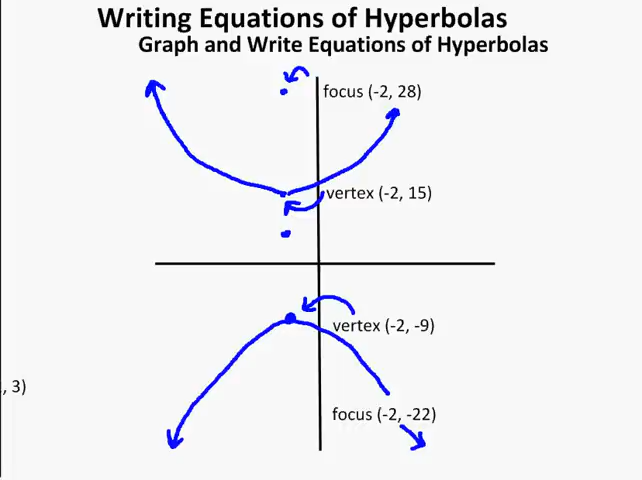 Writing Equations of Hyperbolas
Graph and Write Equations of Hyperbolas
focus (-2, 28)
vertex (-2, 15)
vertex (-2, -9)
, 3)
focus (-2, -22)